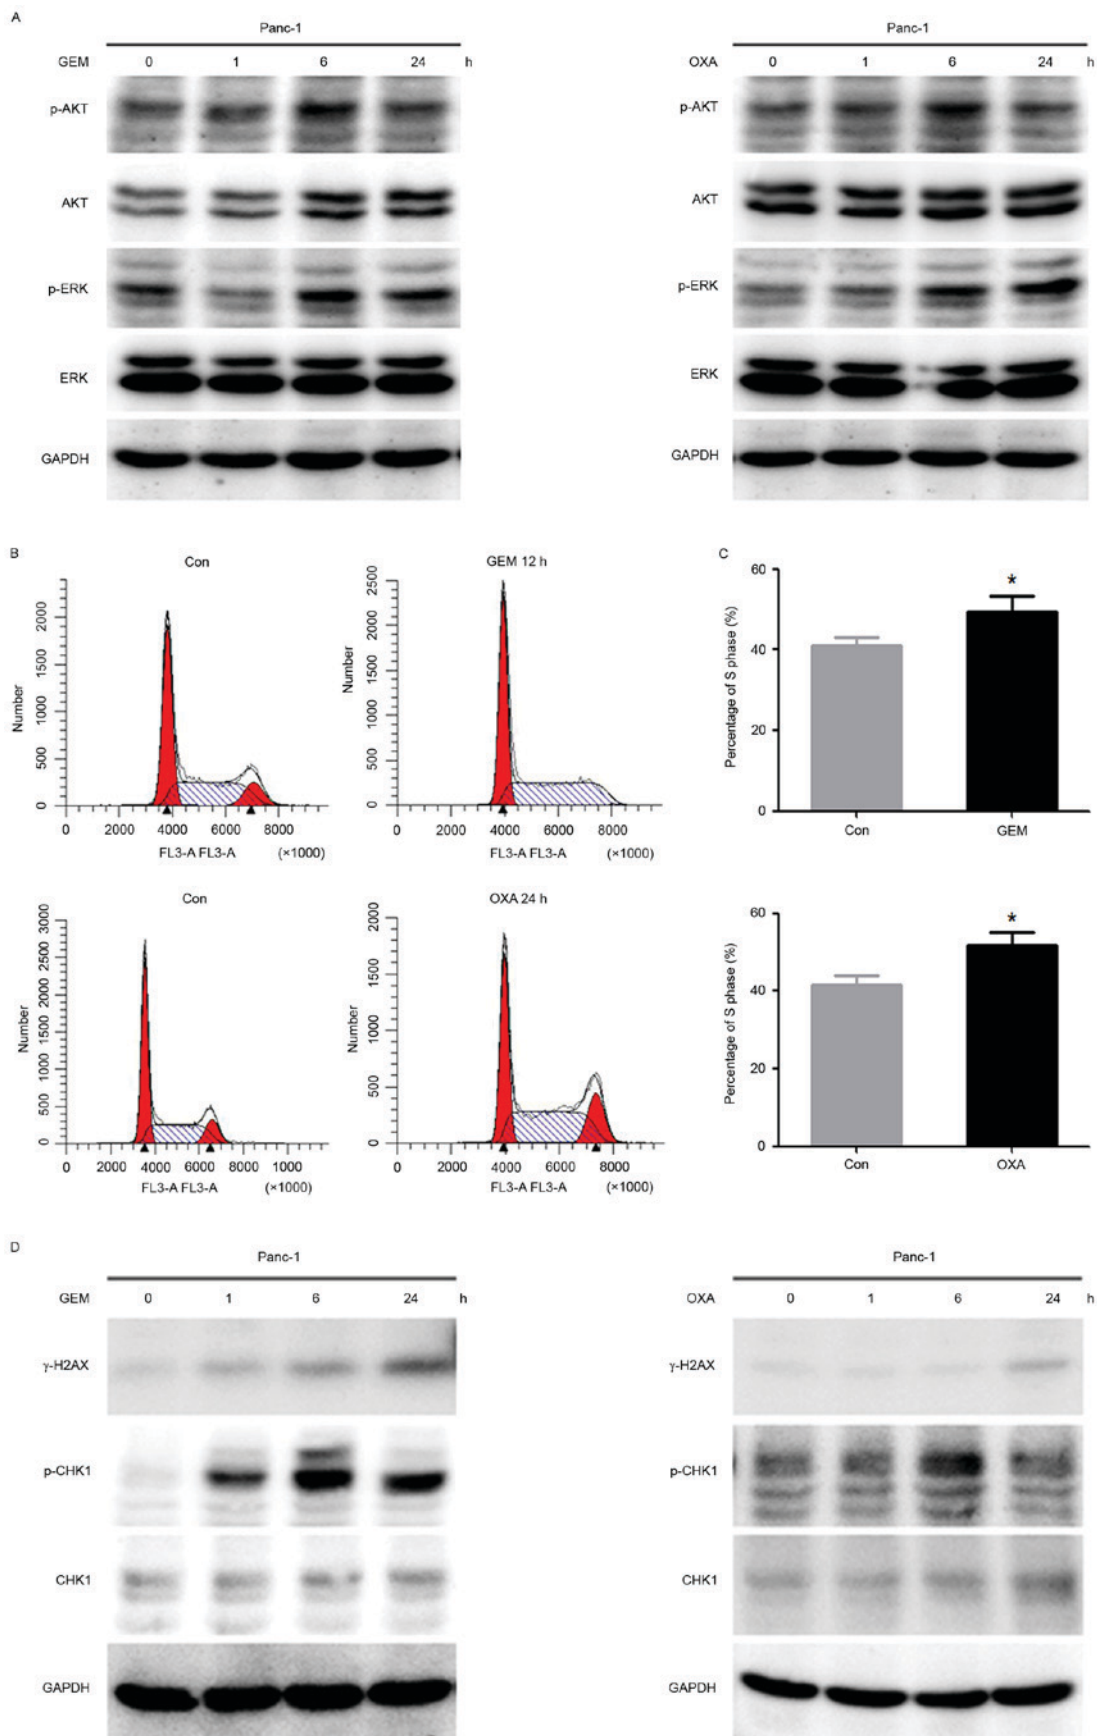 A
Panc-1
GEM 0 1 6 24 h
p-AKT
AKT
p-ERK
ERK
GAPDH
Panc-1
OXA 0 1 6 24 h
p-AKT
AKT
p-ERK
ERK
GAPDH
B
Con
Number
2000
1500
1000
500
0
0 2000 4000 6000 8000
FL3-A FL3-A (×1000)
GEM 12 h
Number
2500
2000
1500
1000
500
0
0 2000 4000 6000 8000
FL3-A FL3-A (×1000)
C
Percentage of S phase (%)
60
40
20
0
*
Con GEM
Con
Number
3000
2500
2000
1500
1000
500
0
0 2000 4000 6000 8000 1000
FL3-A FL3-A (×1000)
OXA 24 h
Number
2000
1500
1000
500
0
0 2000 4000 6000 8000
FL3-A FL3-A (×1000)
Percentage of S phase (%)
60
40
20
0
*
Con OXA
D
Panc-1
GEM 0 1 6 24 h
γ-H2AX
p-CHK1
CHK1
GAPDH
Panc-1
OXA 0 1 6 24 h
γ-H2AX
p-CHK1
CHK1
GAPDH